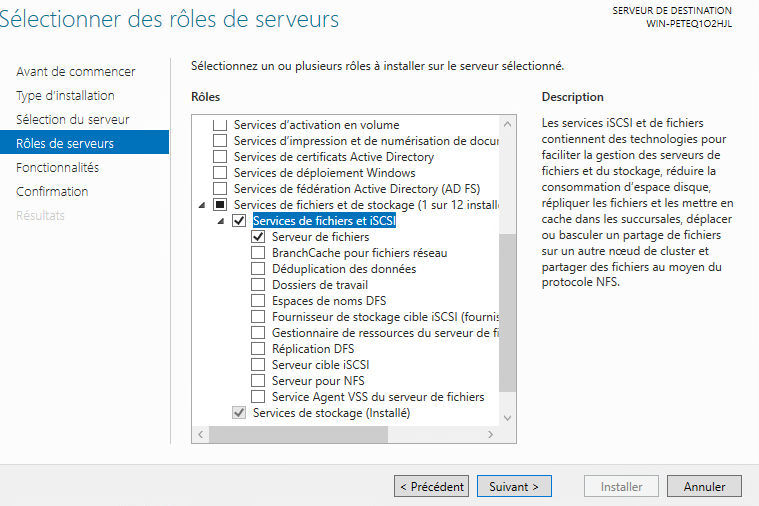 Sélectionner des rôles de serveurs
SERVEUR DE DESTINATION
WIN-PETEQ1O2HJL
Avant de commencer
Type d'installation
Sélection du serveur
Rôles de serveurs
Fonctionnalités
Confirmation
Résultats
Sélectionnez un ou plusieurs rôles à installer sur le serveur sélectionné.
Rôles
Services d'activation en volume
Services d'impression et de numérisation de docu
Services de certificats Active Directory
Services de déploiement Windows
Services de fédération Active Directory (AD FS)
Services de fichiers et de stockage (1 sur 12 install
Services de fichiers et iSCSI
Serveur de fichiers
BranchCache pour fichiers réseau
Déduplication des données
Dossiers de travail
Espaces de noms DFS
Fournisseur de stockage cible iSCSI (fournis
Gestionnaire de ressources du serveur de fi
Réplication DFS
Serveur cible iSCSI
Serveur pour NFS
Service Agent VSS du serveur de fichiers
Services de stockage (Installé)
Description
Les services iSCSI et de fichiers
contiennent des technologies pour
faciliter la gestion des serveurs de
fichiers et du stockage, réduire la
consommation d'espace disque,
répliquer les fichiers et les mettre en
cache dans les succursales, déplacer
ou basculer un partage de fichiers
sur un autre nœud de cluster et
partager des fichiers au moyen du
protocole NFS.
< Précédent
Suivant >
Installer
Annuler